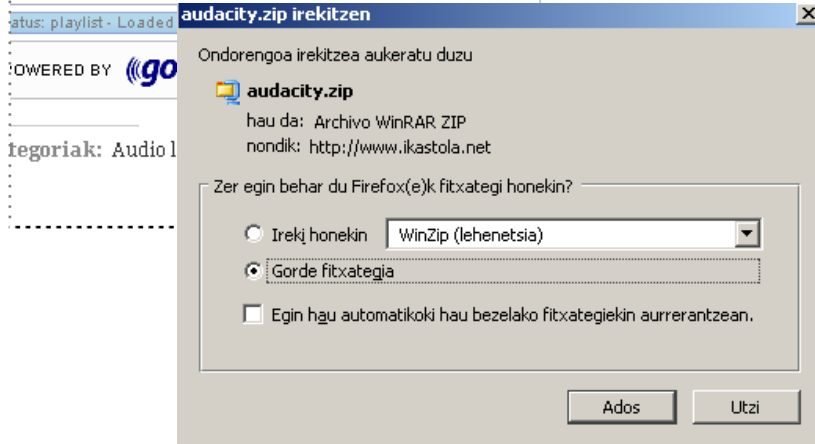 audacity.zip irekitzen
atus: playlist - Loaded
Ondorengoa irekitzea aukeratu duzu
OWERED BY
audacity.zip
hau da: Archivo WinRAR ZIP
nondik: http://www.ikastola.net
tegoriak: Audio l
Zer egin behar du Firefox(e)k fitxategi honekin?
Ireki honekin WinZip (lehenetsia)
Gorde fitxategia
Egin hau automatikoki hau bezelako fitxategiekin aurrerantzean.
Ados Utzi